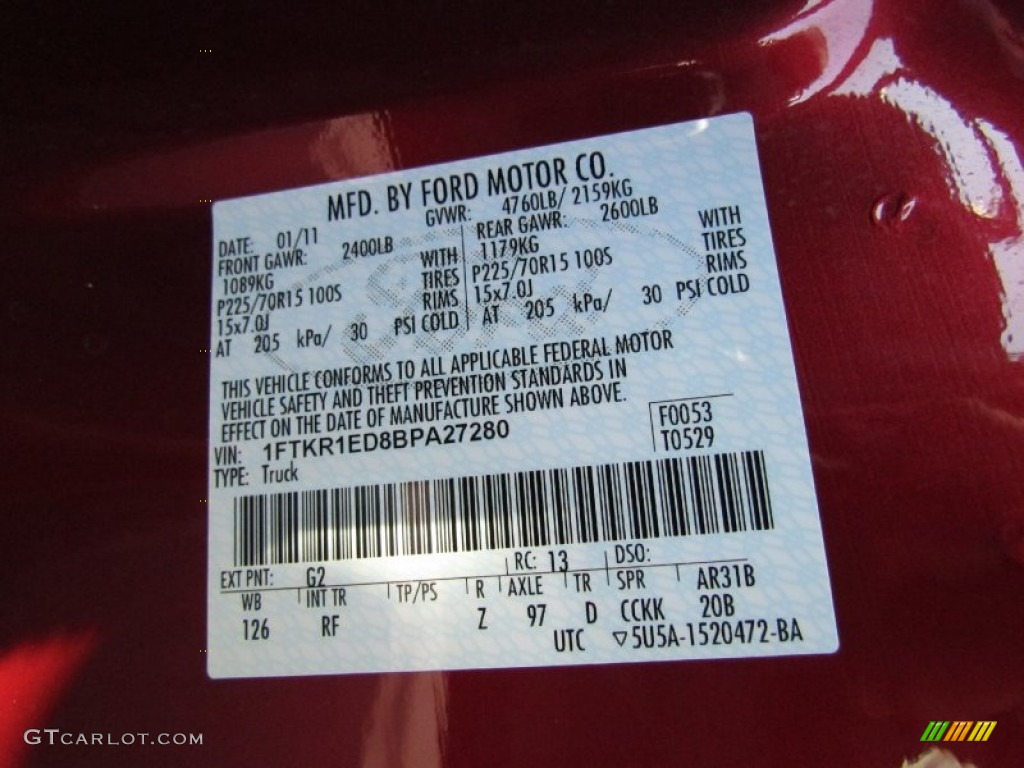 MFD. BY FORD MOTOR CO.
DATE: 01/11 GVWR: 4760LB/ 2159KG
FRONT GAWR: 2400LB REAR GAWR: 2600LB
1089KG WITH 1179KG WITH
P225/70R15 100S TIRES P225/70R15 100S TIRES
15x7.0J RIMS 15x7.0J RIMS
AT 205 kPa/ 30 PSI COLD AT 205 kPa/ 30 PSI COLD
THIS VEHICLE CONFORMS TO ALL APPLICABLE FEDERAL MOTOR
VEHICLE SAFETY AND THEFT PREVENTION STANDARDS IN
EFFECT ON THE DATE OF MANUFACTURE SHOWN ABOVE.
VIN: 1FTKR1ED8BPA27280 F0053
TYPE: Truck T0529
EXT PNT: G2 RC: 13 DSO:
WB INT TR TP/PS R AXLE TR SPR AR31B
126 RF Z 97 D CCKK 20B
UTC ▽5U5A-1520472-BA
GTCARLOT.COM